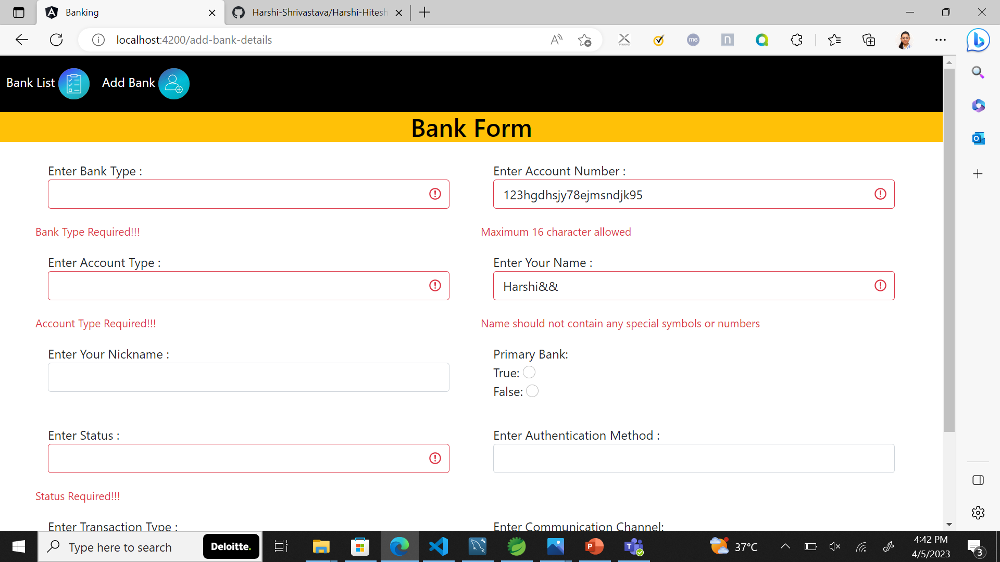 Banking
Harshi-Shrivastava/Harshi-Hitesh
localhost:4200/add-bank-details
Bank List
Add Bank
Bank Form
Enter Bank Type :
Enter Account Number :
123hgdhsjy78ejmsndjk95
Bank Type Required!!!
Maximum 16 character allowed
Enter Account Type :
Enter Your Name :
Harshi&&
Account Type Required!!!
Name should not contain any special symbols or numbers
Enter Your Nickname :
Primary Bank:
True:
False:
Enter Status :
Enter Authentication Method :
Status Required!!!
Enter Transaction Type :
Enter Communication Channel:
Type here to search
Deloitte.
37°C
4:42 PM
4/5/2023
3